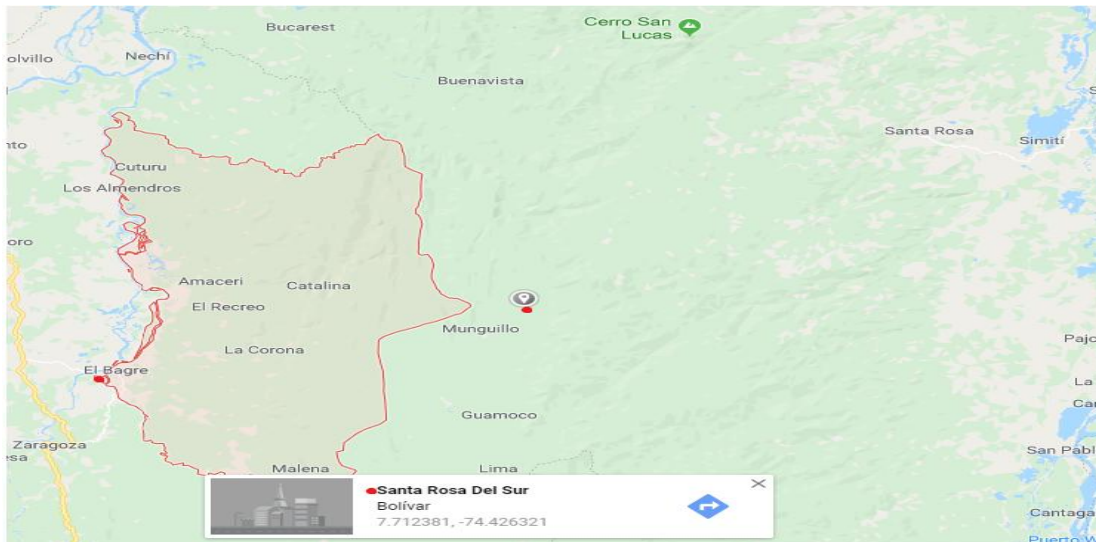 Cerro San
Lucas
Bucarest
olvillo
Nechí
Buenavista
Santa Rosa
Simití
nto
Cuturu
Los Almendros
oro
Amaceri
Catalina
El Recreo
Munguillo
La Corona
Pajo
El Bagre
La
Car
Guamoco
Zaragoza
esa
San Pabl
Malena
Lima
Santa Rosa Del Sur
Bolívar
7.712381, -74.426321
Cantaga
Puerto W